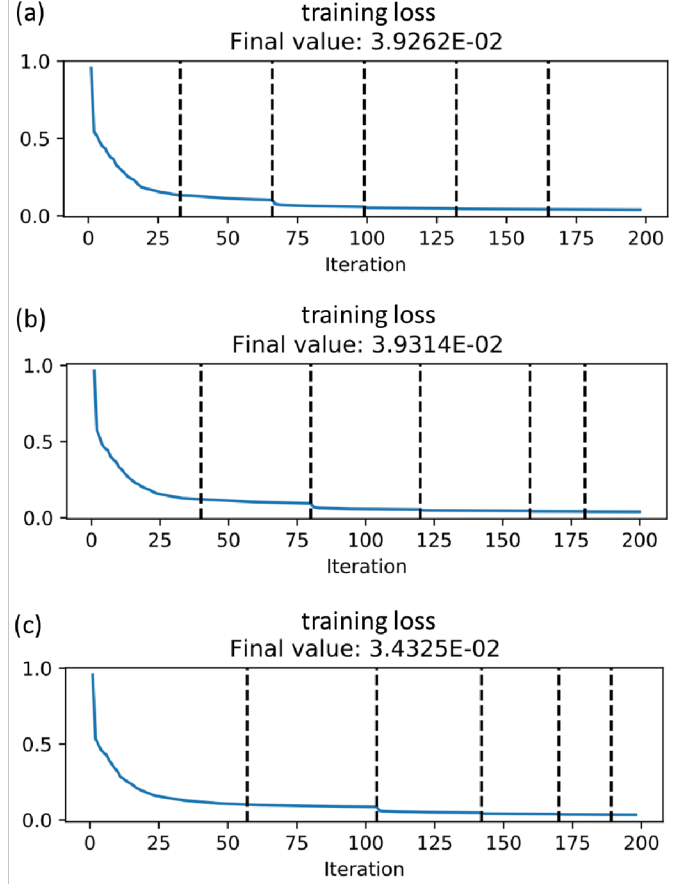 (a)
training loss
Final value: 3.9262E-02
1.0
0.5
0.0
0 25 50 75 100 125 150 175 200
Iteration
(b)
training loss
Final value: 3.9314E-02
1.0
0.5
0.0
0 25 50 75 100 125 150 175 200
Iteration
(c)
training loss
Final value: 3.4325E-02
1.0
0.5
0.0
0 25 50 75 100 125 150 175 200
Iteration